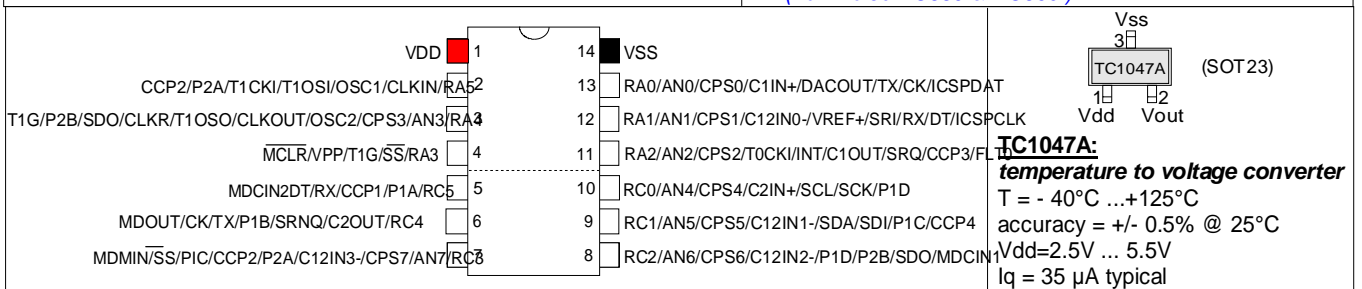 VDD 1 14 VSS
CCP2/P2A/T1CKI/T1OSI/OSC1/CLKIN/RA5 2 13 RA0/AN0/CPS0/C1IN+/DACOUT/TX/CK/ICSPDAT
T1G/P2B/SDO/CLKR/T1OSO/CLKOUT/OSC2/CPS3/AN3/RA4 3 12 RA1/AN1/CPS1/C12IN0-/VREF+/SRI/RX/DT/ICSPCLK
MCLR/VPP/T1G/SS/RA3 4 11 RA2/AN2/CPS2/T0CKI/INT/C1OUT/SRQ/CCP3/FLT0
MDCIN2DT/RX/CCP1/P1A/RC5 5 10 RC0/AN4/CPS4/C2IN+/SCL/SCK/P1D
MDOUT/CK/TX/P1B/SRNQ/C2OUT/RC4 6 9 RC1/AN5/CPS5/C12IN1-/SDA/SDI/P1C/CCP4
MDMIN/SS/PIC/CCP2/P2A/C12IN3-/CPS7/AN7/RC3 7 8 RC2/AN6/CPS6/C12IN2-/P1D/P2B/SDO/MDCIN1
Vss
3
TC1047A (SOT23)
1 2
Vdd Vout
TC1047A:
temperature to voltage converter
T = - 40°C ...+125°C
accuracy = +/- 0.5% @ 25°C
Vdd=2.5V ... 5.5V
Iq = 35 µA typical